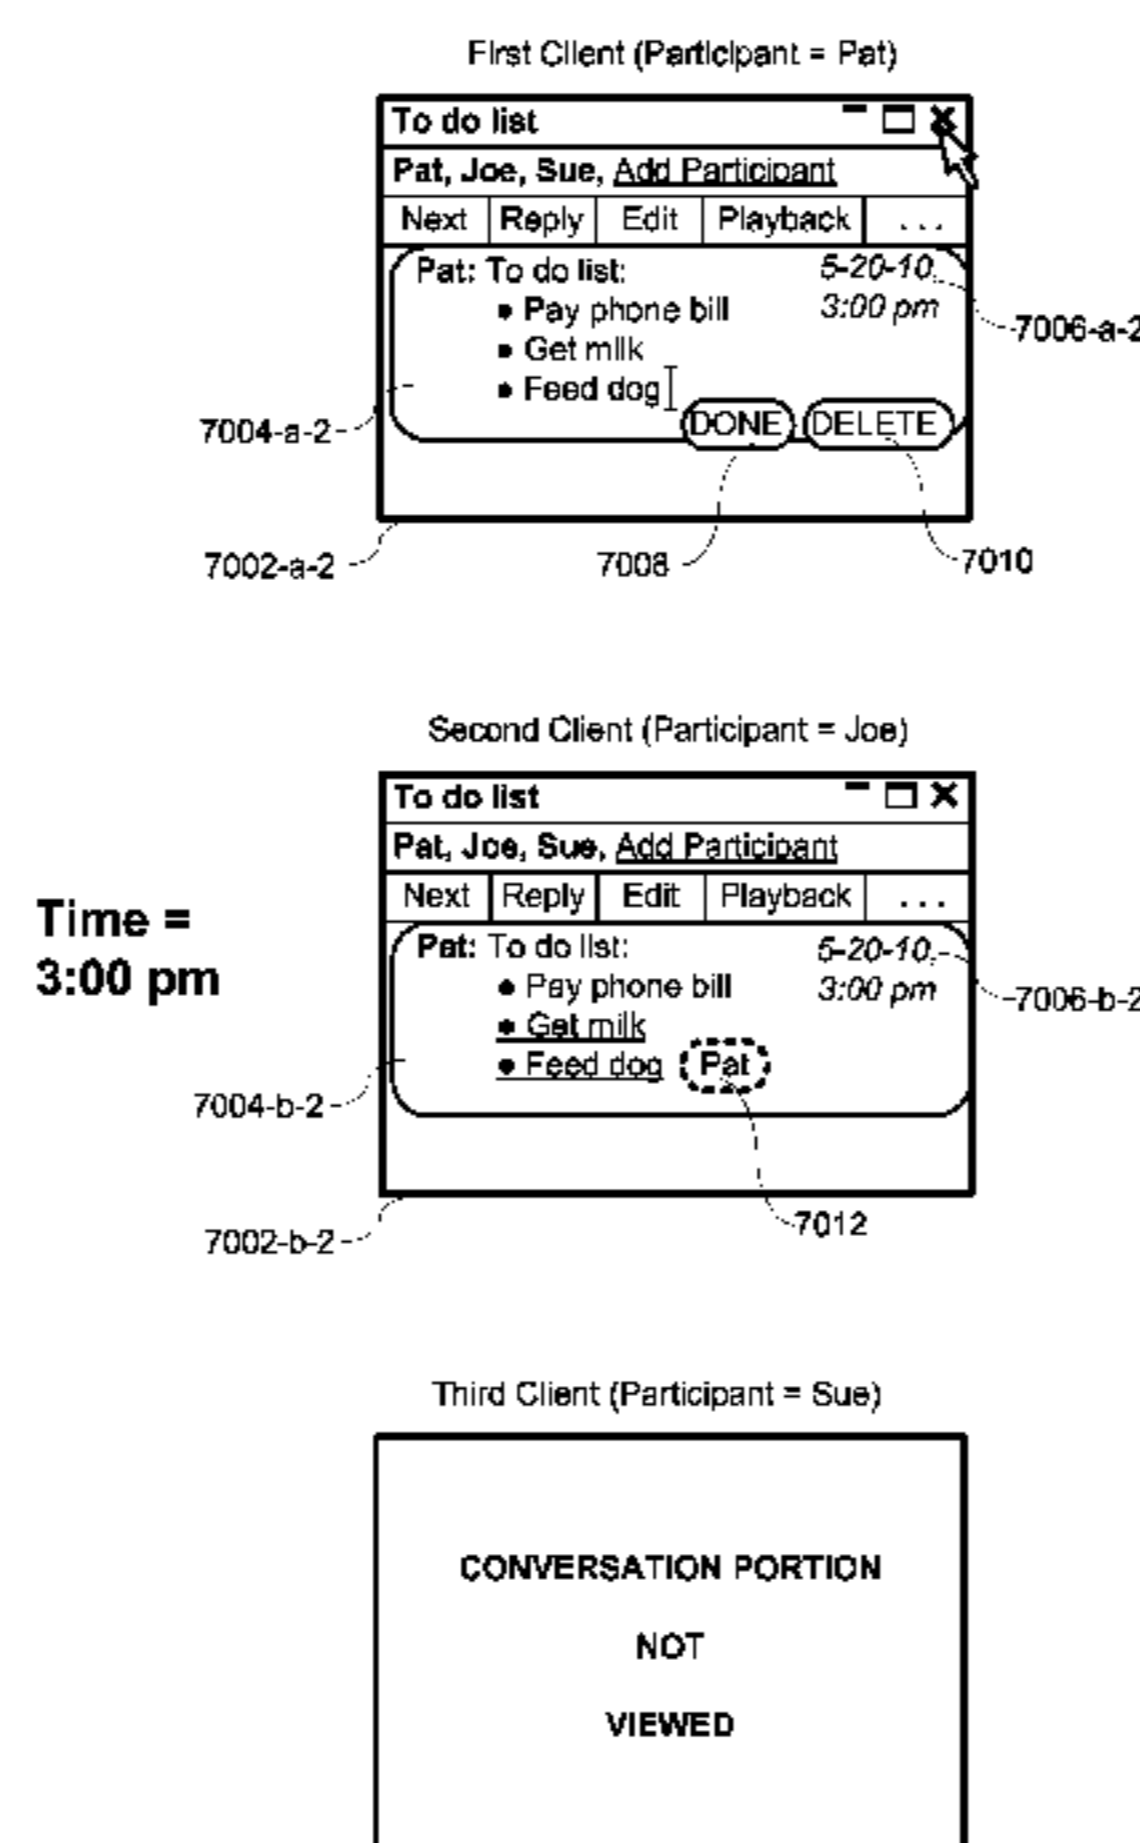 First Client (Participant = Pat)
To do list
Pat, Joe, Sue, Add Participant
Next Reply Edit Playback ...
Pat: To do list: 5-20-10,
• Pay phone bill 3:00 pm
7006-a-2
• Get milk
• Feed dog
7004-a-2
DONE DELETE
7002-a-2 7008 7010
Second Client (Participant = Joe)
To do list
Pat, Joe, Sue, Add Participant
Next Reply Edit Playback ...
Time =
3:00 pm
Pat: To do list: 5-20-10,
• Pay phone bill 3:00 pm
7006-b-2
• Get milk
• Feed dog Pat
7004-b-2
7012
7002-b-2
Third Client (Participant = Sue)
CONVERSATION PORTION
NOT
VIEWED